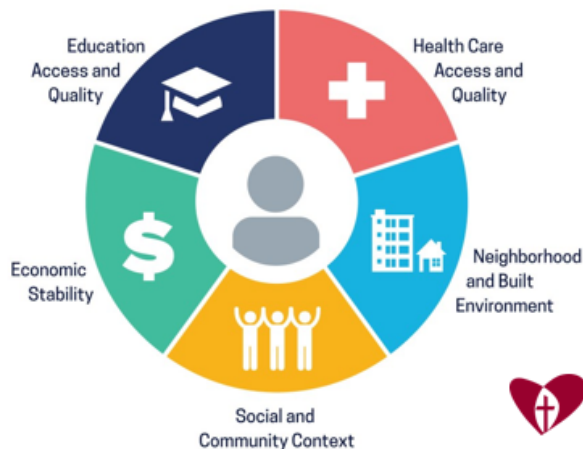 Education
Access and
Quality
Health Care
Access and
Quality
$
Economic
Stability
Neighborhood
and Built
Environment
Social and
Community Context